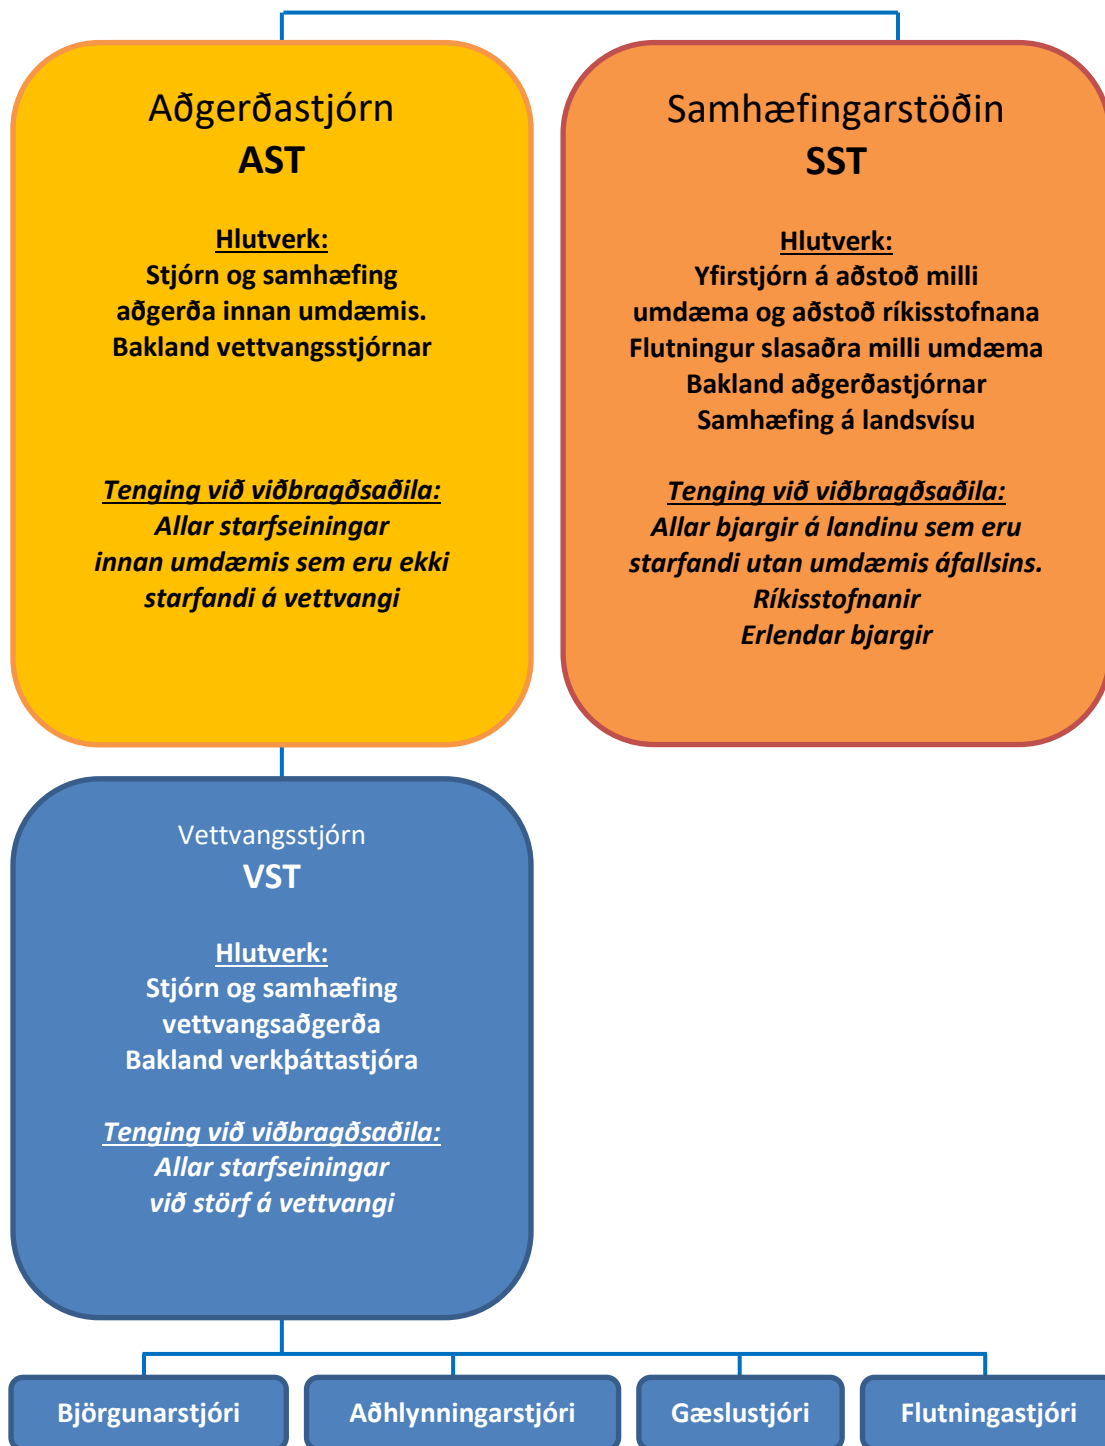 Aðgerðastjórn
AST
Hlutverk:
Stjórn og samhæfing
aðgerða innan umdæmis.
Bakland vettvangsstjórnar
Tenging við viðbragðsaðila:
Allar starfseiningar
innan umdæmis sem eru ekki
starfandi á vettvangi
Samhæfingarstöðin
SST
Hlutverk:
Yfirstjórn á aðstoð milli
umdæma og aðstoð ríkisstofnana
Flutningur slasaðra milli umdæma
Bakland aðgerðastjórnar
Samhæfing á landsvísu
Tenging við viðbragðsaðila:
Allar bjargir á landinu sem eru
starfandi utan umdæmis áfallsins.
Ríkisstofnanir
Erlendar bjargir
Vettvangsstjórn
VST
Hlutverk:
Stjórn og samhæfing
vettvangsaðgerða
Bakland verkþáttastjóra
Tenging við viðbragðsaðila:
Allar starfseiningar
við störf á vettvangi
Björgunarstjóri
Aðhlynningarstjóri
Gæslustjóri
Flutningastjóri